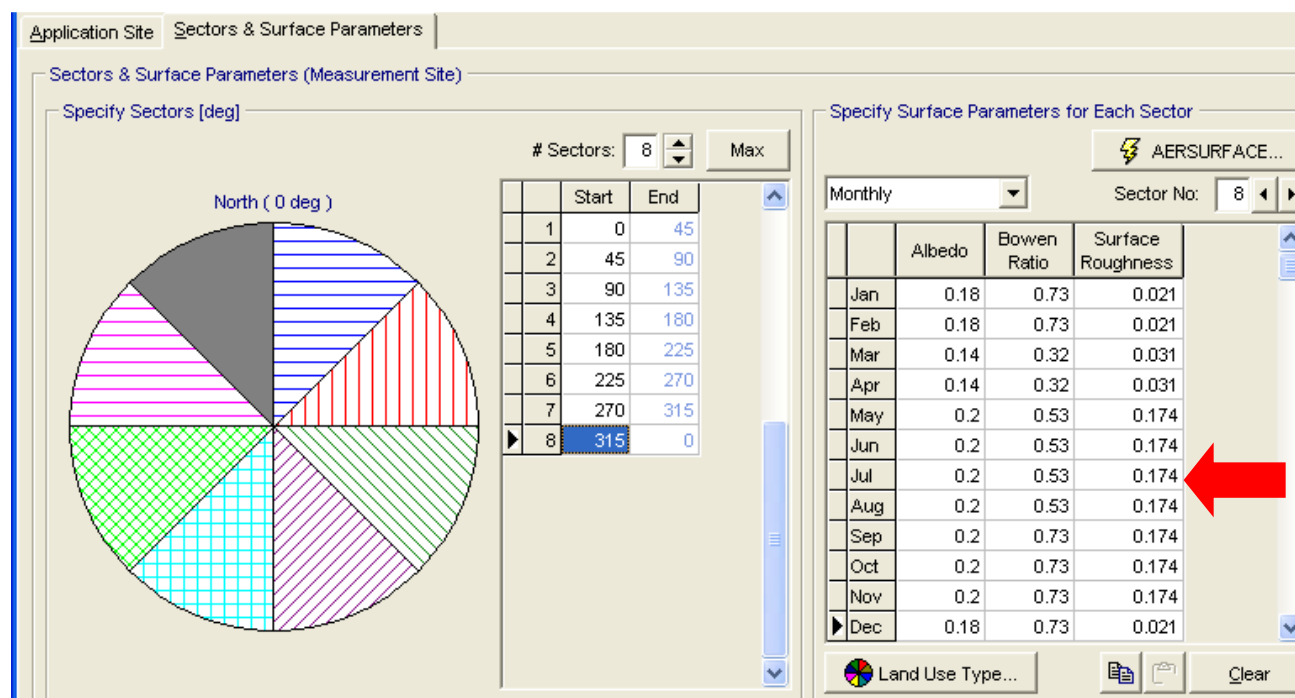 Application Site Sectors & Surface Parameters
Sectors & Surface Parameters (Measurement Site)
Specify Sectors [deg]
# Sectors: 8 Max
North ( 0 deg )
Start End
1 0 45
2 45 90
3 90 135
4 135 180
5 180 225
6 225 270
7 270 315
8 315 0
Specify Surface Parameters for Each Sector
AERSURFACE...
Monthly Sector No: 8
Albedo Bowen Ratio Surface Roughness
Jan 0.18 0.73 0.021
Feb 0.18 0.73 0.021
Mar 0.14 0.32 0.031
Apr 0.14 0.32 0.031
May 0.2 0.53 0.174
Jun 0.2 0.53 0.174
Jul 0.2 0.53 0.174
Aug 0.2 0.53 0.174
Sep 0.2 0.73 0.174
Oct 0.2 0.73 0.174
Nov 0.2 0.73 0.174
Dec 0.18 0.73 0.021
Land Use Type... Clear